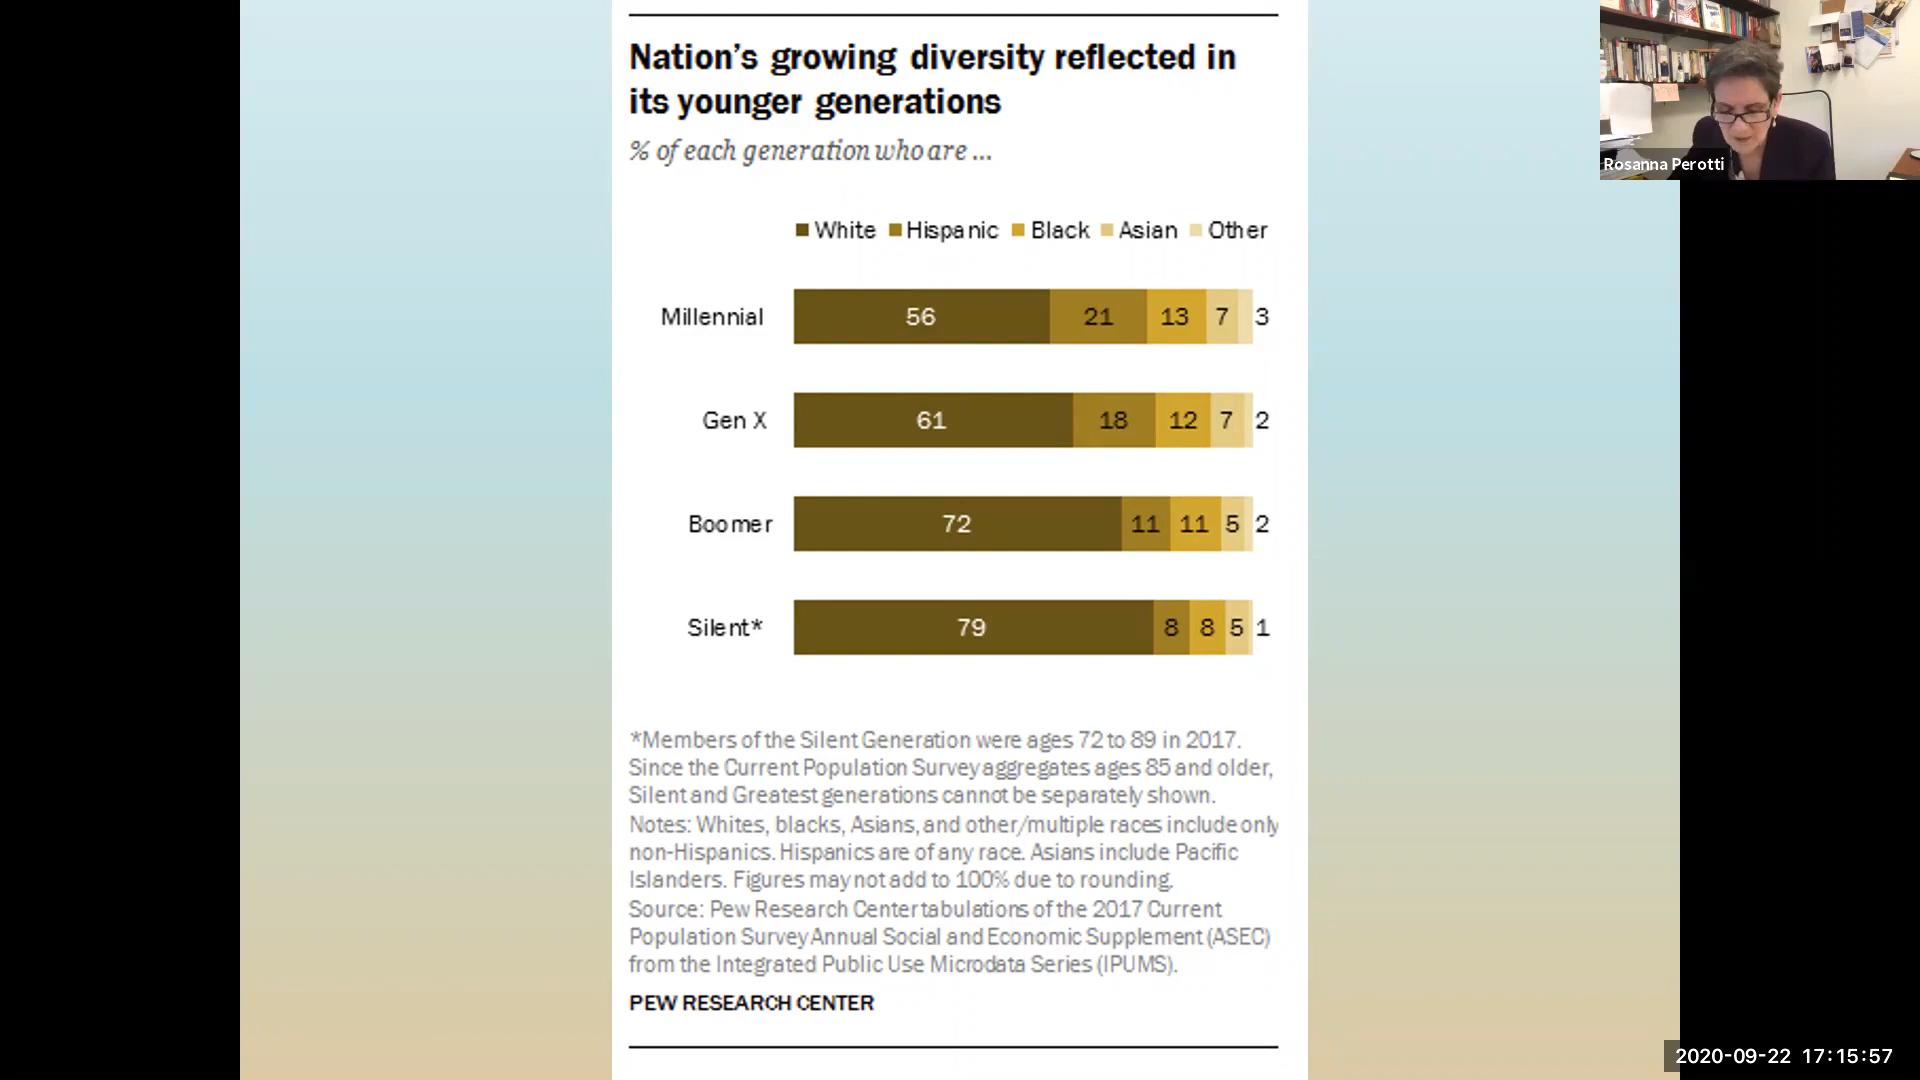 Nation's growing diversity reflected in
its younger generations
% of each generation who are ...
White Hispanic Black Asian Other
Millennial 56 21 13 7 3
Gen X 61 18 12 7 2
Boomer 72 11 11 5 2
Silent* 79 8 8 5 1
*Members of the Silent Generation were ages 72 to 89 in 2017.
Since the Current Population Survey aggregates ages 85 and older,
Silent and Greatest generations cannot be separately shown.
Notes: Whites, blacks, Asians, and other/multiple races include only
non-Hispanics. Hispanics are of any race. Asians include Pacific
Islanders. Figures may not add to 100% due to rounding.
Source: Pew Research Center tabulations of the 2017 Current
Population Survey Annual Social and Economic Supplement (ASEC)
from the Integrated Public Use Microdata Series (IPUMS).
PEW RESEARCH CENTER
Rosanna Perotti
2020-09-22 17:15:57